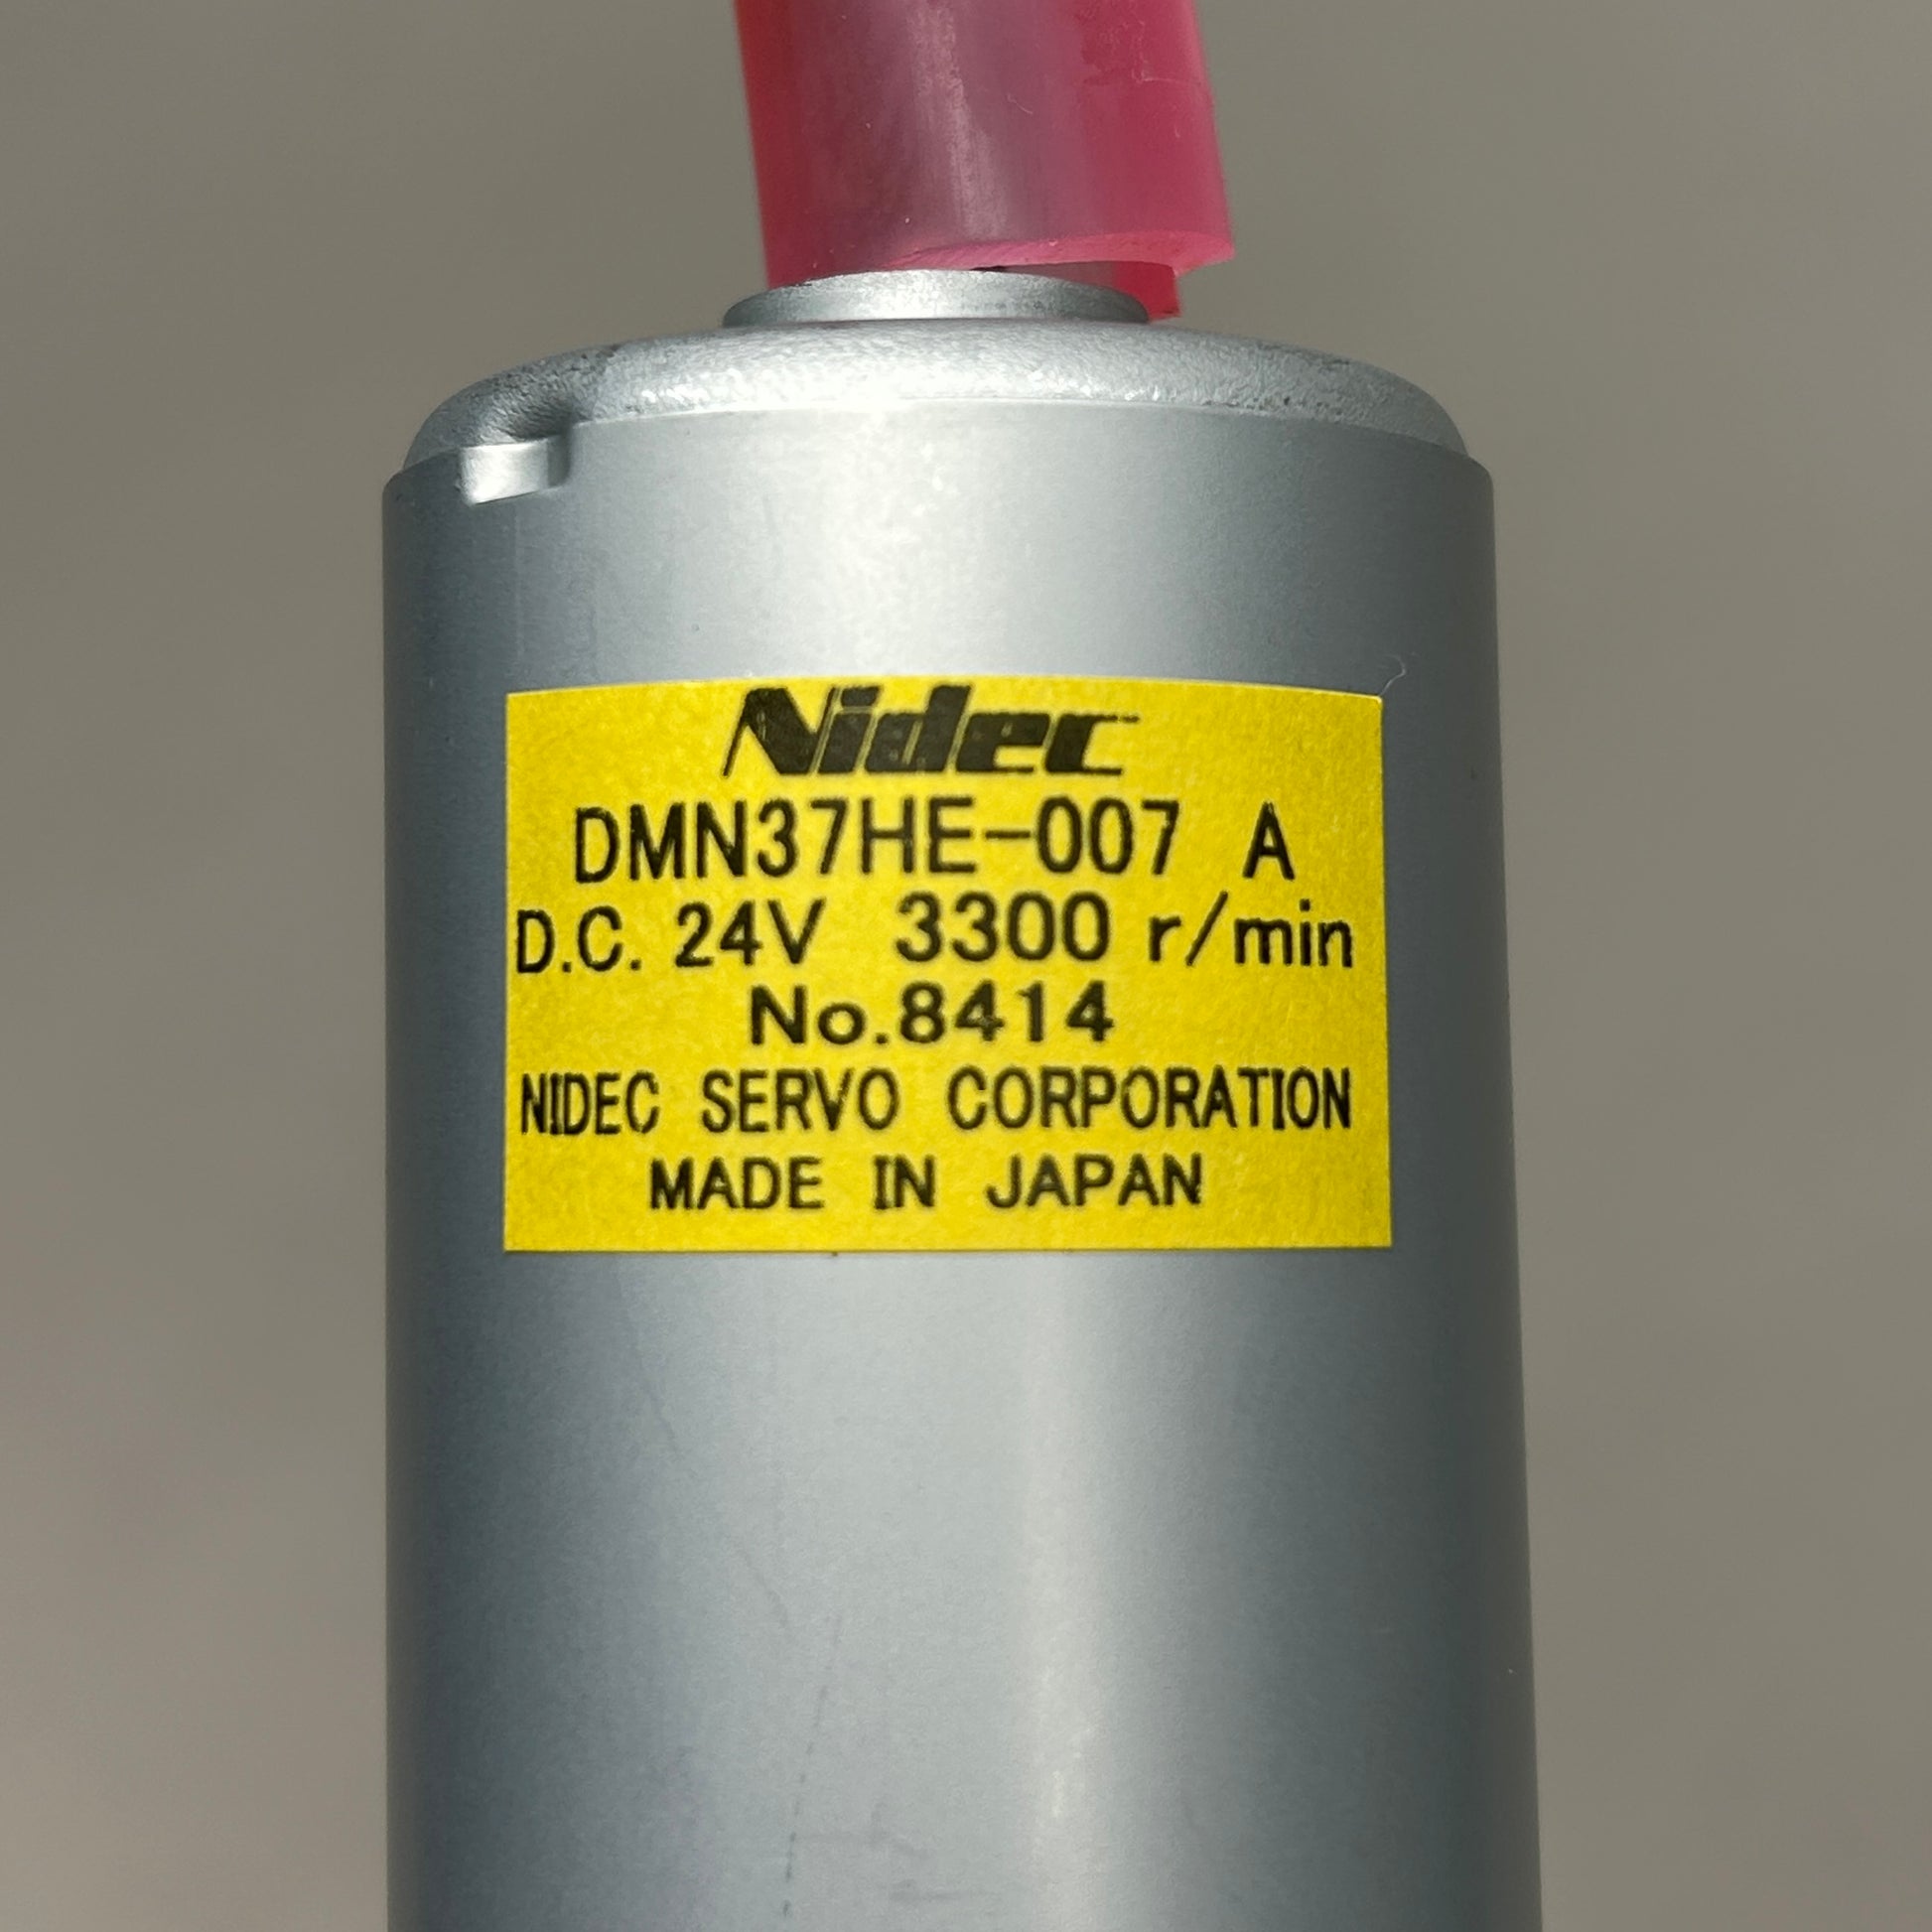 Nidec
DMN37HE-007 A
D.C. 24V 3300 r/min
No.8414
NIDEC SERVO CORPORATION
MADE IN JAPAN